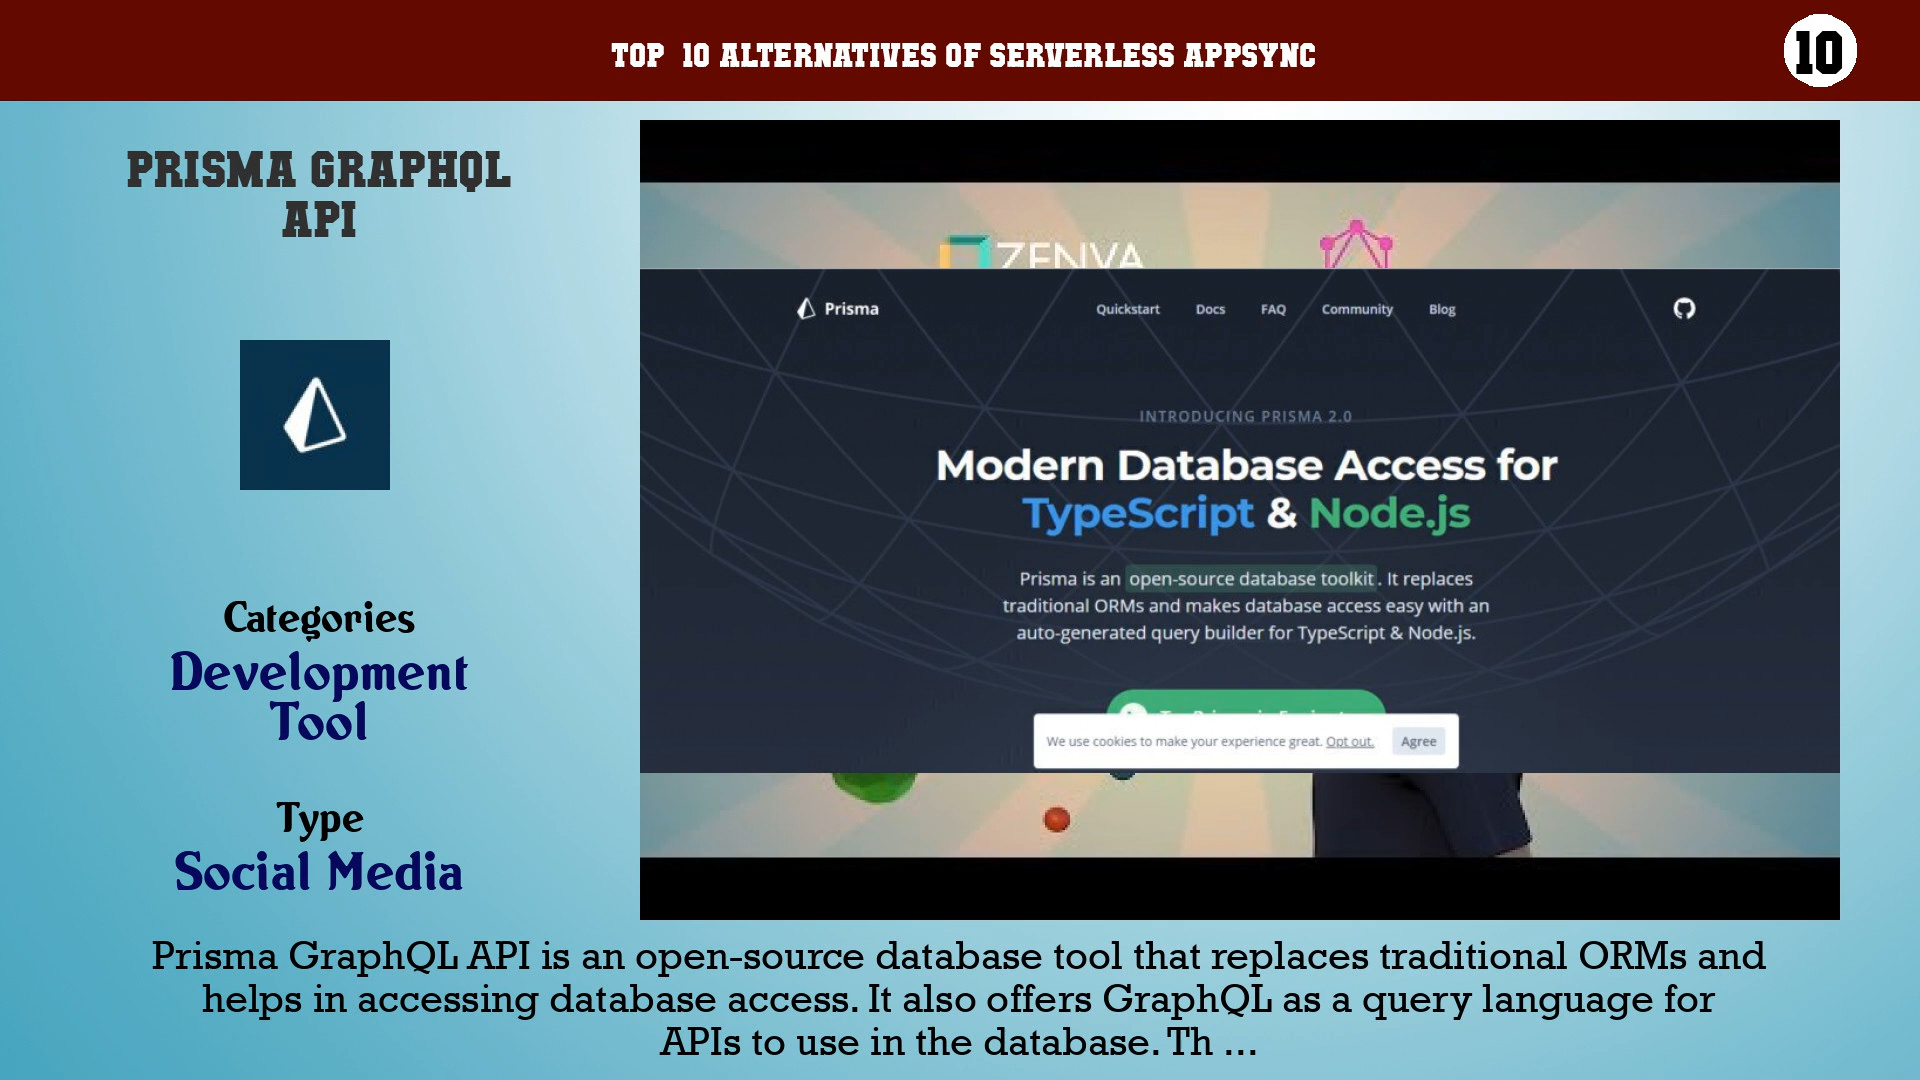 TOP 10 ALTERNATIVES OF SERVERLESS APPSYNC
10
PRISMA GRAPHQL
API
Categories
Development
Tool
Type
Social Media
ZENVA
Prisma
Quickstart Docs FAQ Community Blog
INTRODUCING PRISMA 2.0
Modern Database Access for
TypeScript & Node.js
Prisma is an open-source database toolkit. It replaces
traditional ORMs and makes database access easy with an
auto-generated query builder for TypeScript & Node.js.
We use cookies to make your experience great. Opt out. Agree
Prisma GraphQL API is an open-source database tool that replaces traditional ORMs and
helps in accessing database access. It also offers GraphQL as a query language for
APIs to use in the database. Th ...